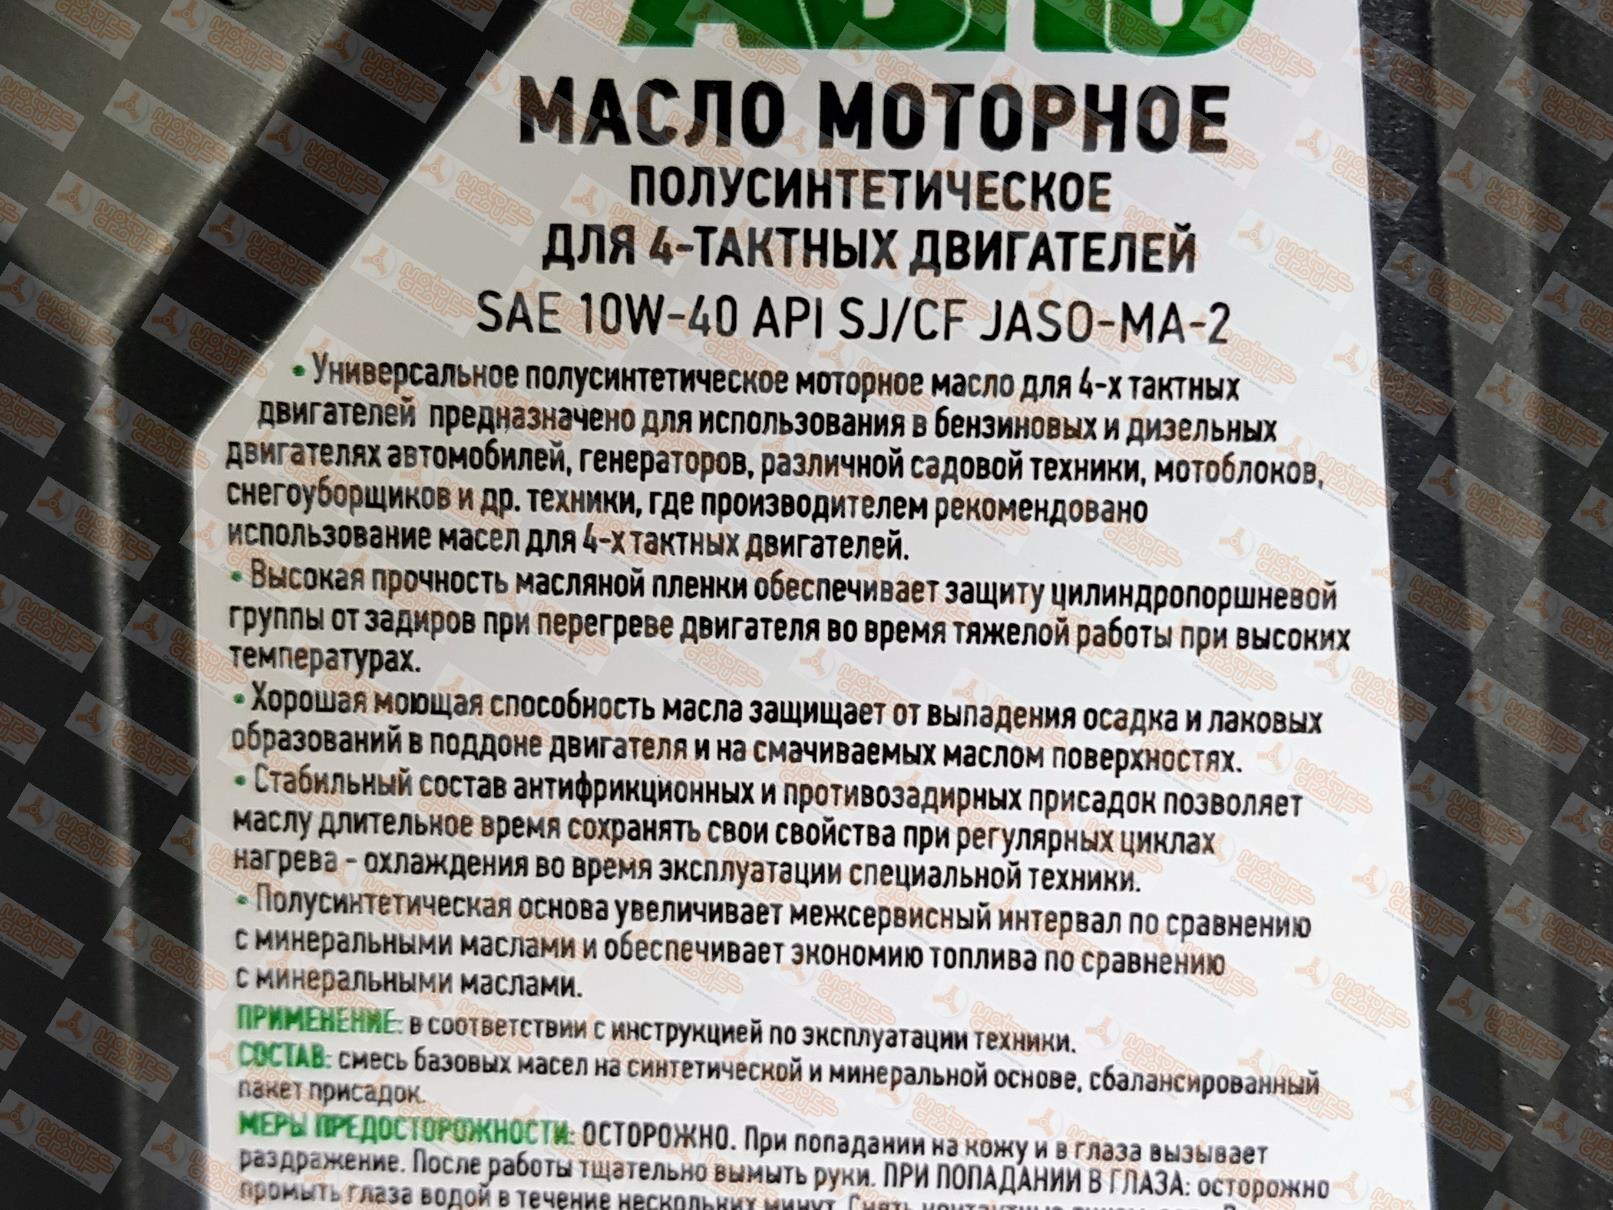 МАСЛО МОТОРНОЕ
ПОЛУСИНТЕТИЧЕСКОЕ
ДЛЯ 4-ТАКТНЫХ ДВИГАТЕЛЕЙ
SAE 10W-40 API SJ/CF JASO-MA-2
• Универсальное полусинтетическое моторное масло для 4-х тактных
двигателей предназначено для использования в бензиновых и дизельных
двигателях автомобилей, генераторов, различной садовой техники, мотоблоков,
снегоуборщиков и др. техники, где производителем рекомендовано
использование масел для 4-х тактных двигателей.
• Высокая прочность масляной пленки обеспечивает защиту цилиндропоршневой
группы от задиров при перегреве двигателя во время тяжелой работы при высоких
температурах.
• Хорошая моющая способность масла защищает от выпадения осадка и лаковых
образований в поддоне двигателя и на смачиваемых маслом поверхностях.
• Стабильный состав антифрикционных и противозадирных присадок позволяет
маслу длительное время сохранять свои свойства при регулярных циклах
нагрева - охлаждения во время эксплуатации специальной техники.
• Полусинтетическая основа увеличивает межсервисный интервал по сравнению
с минеральными маслами и обеспечивает экономию топлива по сравнению
с минеральными маслами.
ПРИМЕНЕНИЕ: в соответствии с инструкцией по эксплуатации техники.
СОСТАВ: смесь базовых масел на синтетической и минеральной основе, сбалансированный
пакет присадок.
МЕРЫ ПРЕДОСТОРОЖНОСТИ: ОСТОРОЖНО. При попадании на кожу и в глаза вызывает
раздражение. После работы тщательно вымыть руки. ПРИ ПОПАДАНИИ В ГЛАЗА: осторожно
промыть глаза водой в течение нескольких минут.